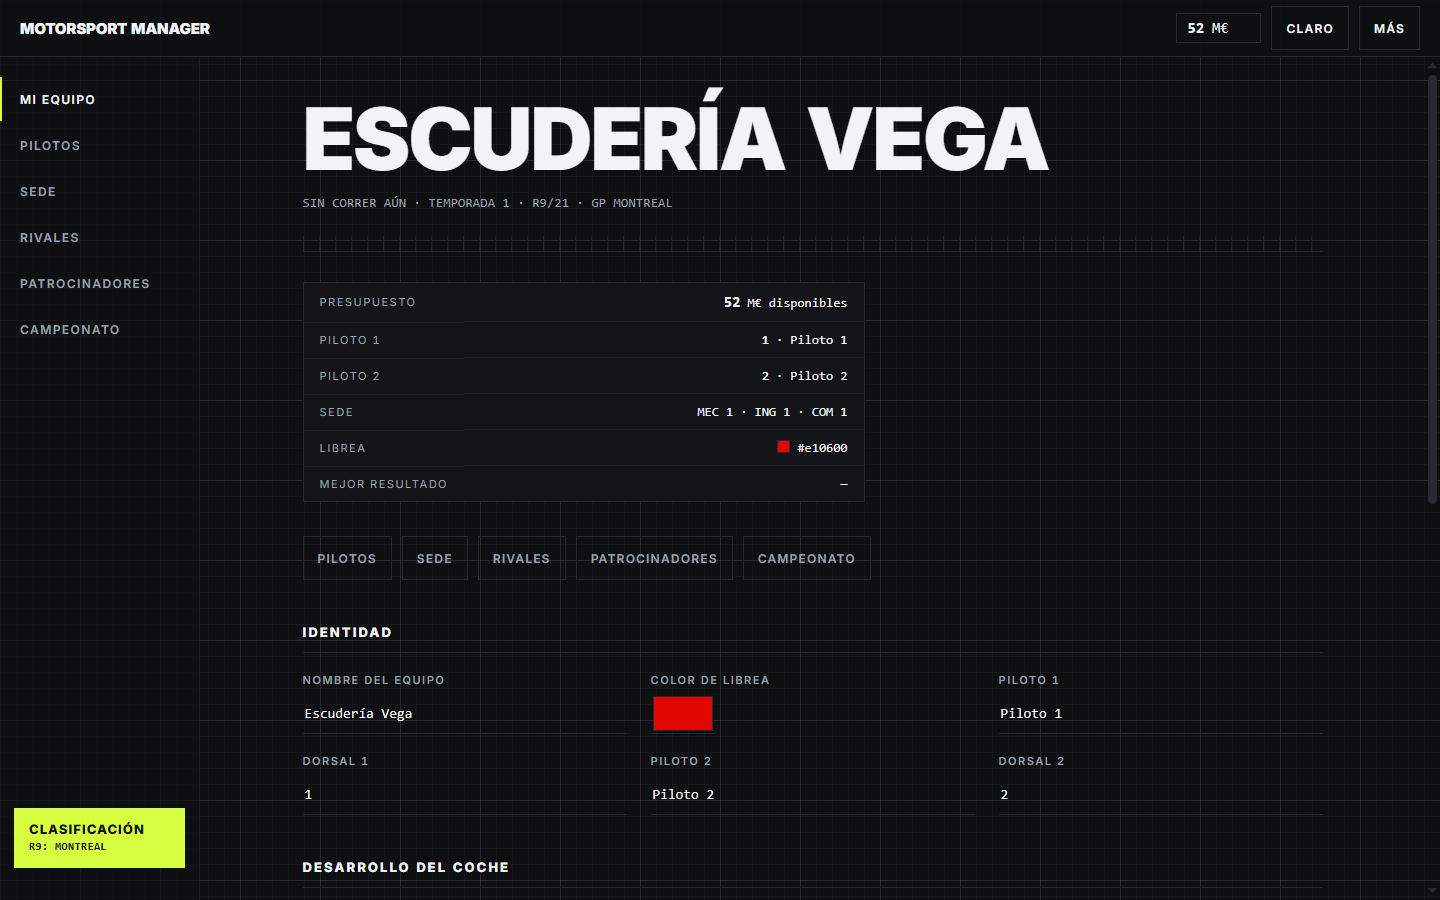 MOTORSPORT MANAGER
52 M€
CLARO
MÁS
MI EQUIPO
PILOTOS
SEDE
RIVALES
PATROCINADORES
CAMPEONATO
CLASIFICACIÓN
R9: MONTREAL
ESCUDERÍA VEGA
SIN CORRER AÚN · TEMPORADA 1 · R9/21 · GP MONTREAL
PRESUPUESTO 52 M€ disponibles
PILOTO 1 1 · Piloto 1
PILOTO 2 2 · Piloto 2
SEDE MEC 1 · ING 1 · COM 1
LIBREA #e10600
MEJOR RESULTADO —
PILOTOS SEDE RIVALES PATROCINADORES CAMPEONATO
IDENTIDAD
NOMBRE DEL EQUIPO COLOR DE LIBREA PILOTO 1
Escudería Vega Piloto 1
DORSAL 1 PILOTO 2 DORSAL 2
1 Piloto 2 2
DESARROLLO DEL COCHE